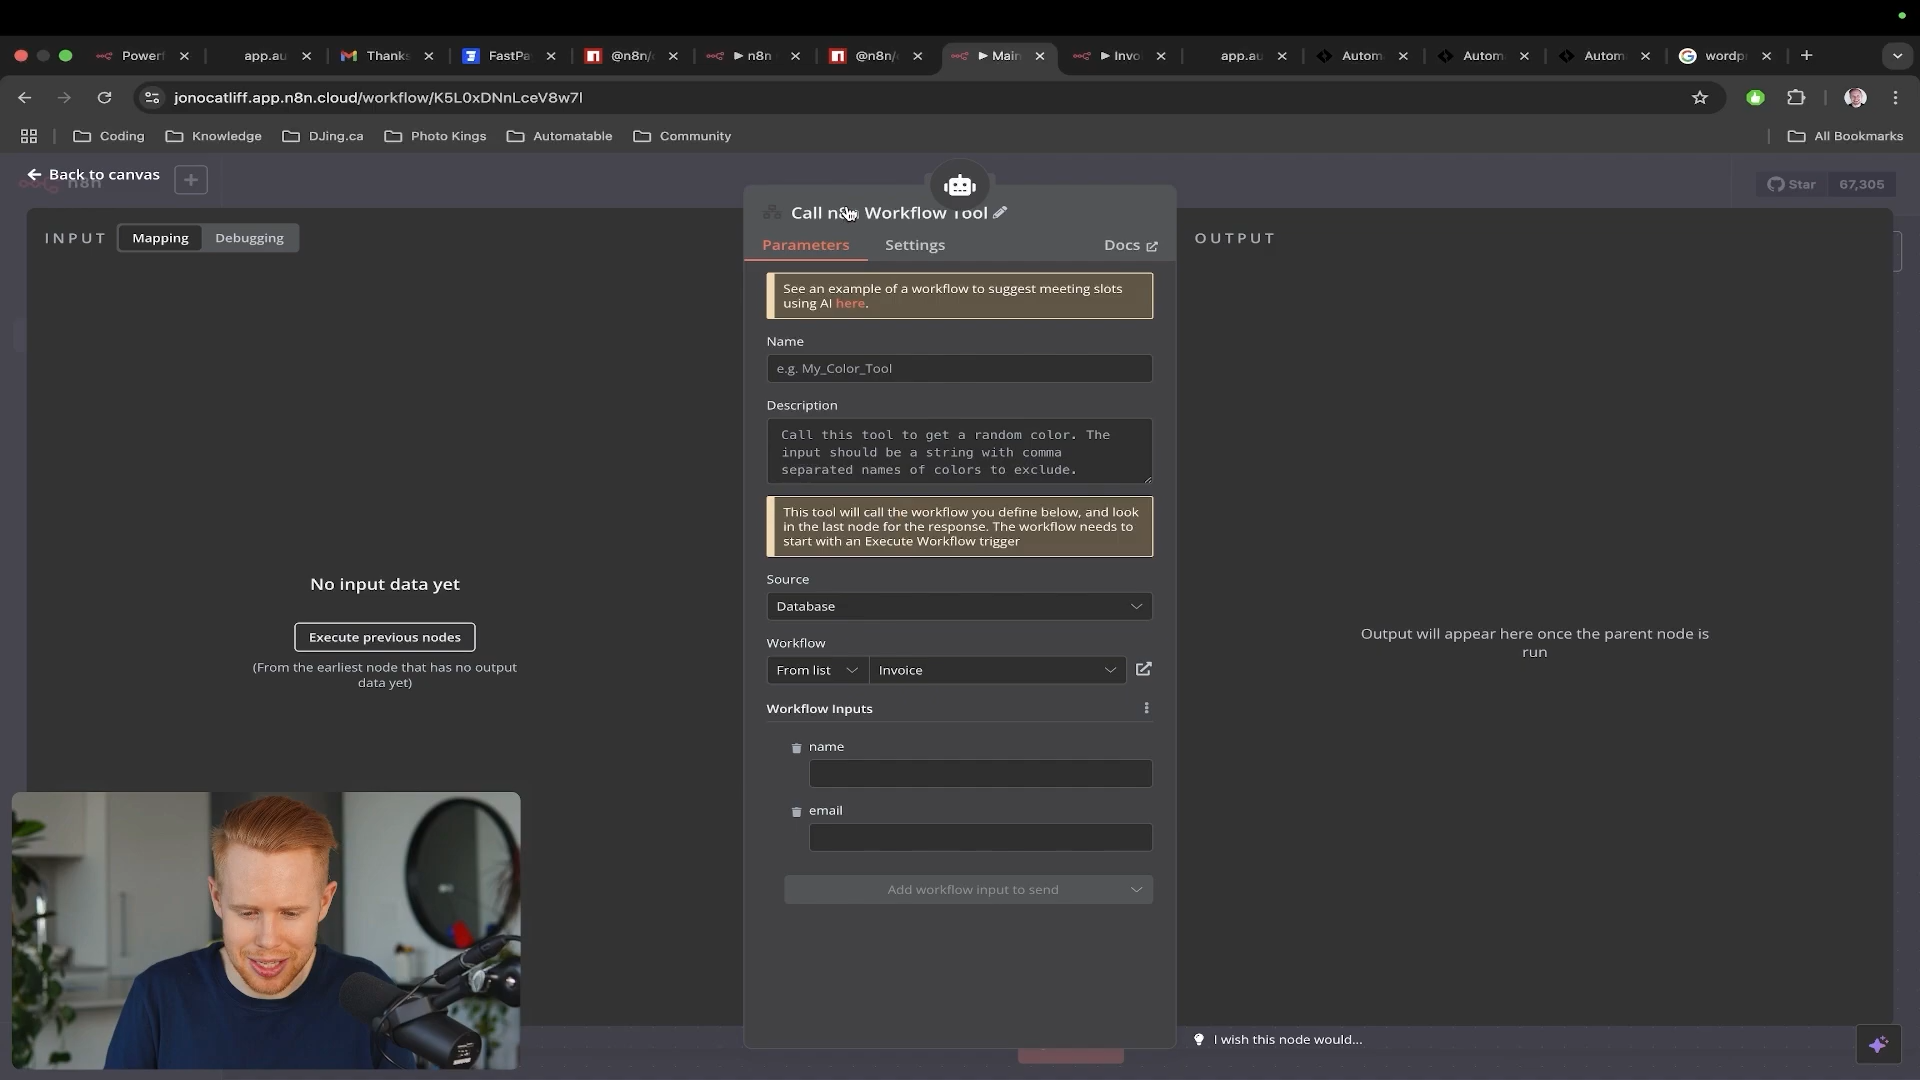 Powerf
app.au
Thanks
FastPa
@n8n/
► n8n
@n8n/
► Main
► Invo
app.au
Autom
Autom
Autom
wordp
jonocatliff.app.n8n.cloud/workflow/K5L0xDNnLceV8w7l
Coding
Knowledge
DJing.ca
Photo Kings
Automatable
Community
All Bookmarks
Back to canvas
n8n
Star
67,305
Call n8n Workflow Tool
INPUT
Mapping
Debugging
Parameters
Settings
Docs
OUTPUT
See an example of a workflow to suggest meeting slots
using AI here.
Name
e.g. My_Color_Tool
Description
Call this tool to get a random color. The
input should be a string with comma
separated names of colors to exclude.
This tool will call the workflow you define below, and look
in the last node for the response. The workflow needs to
start with an Execute Workflow trigger
No input data yet
Source
Database
Execute previous nodes
(From the earliest node that has no output
data yet)
Output will appear here once the parent node is
run
Workflow
From list
Invoice
Workflow Inputs
name
email
Add workflow input to send
I wish this node would...